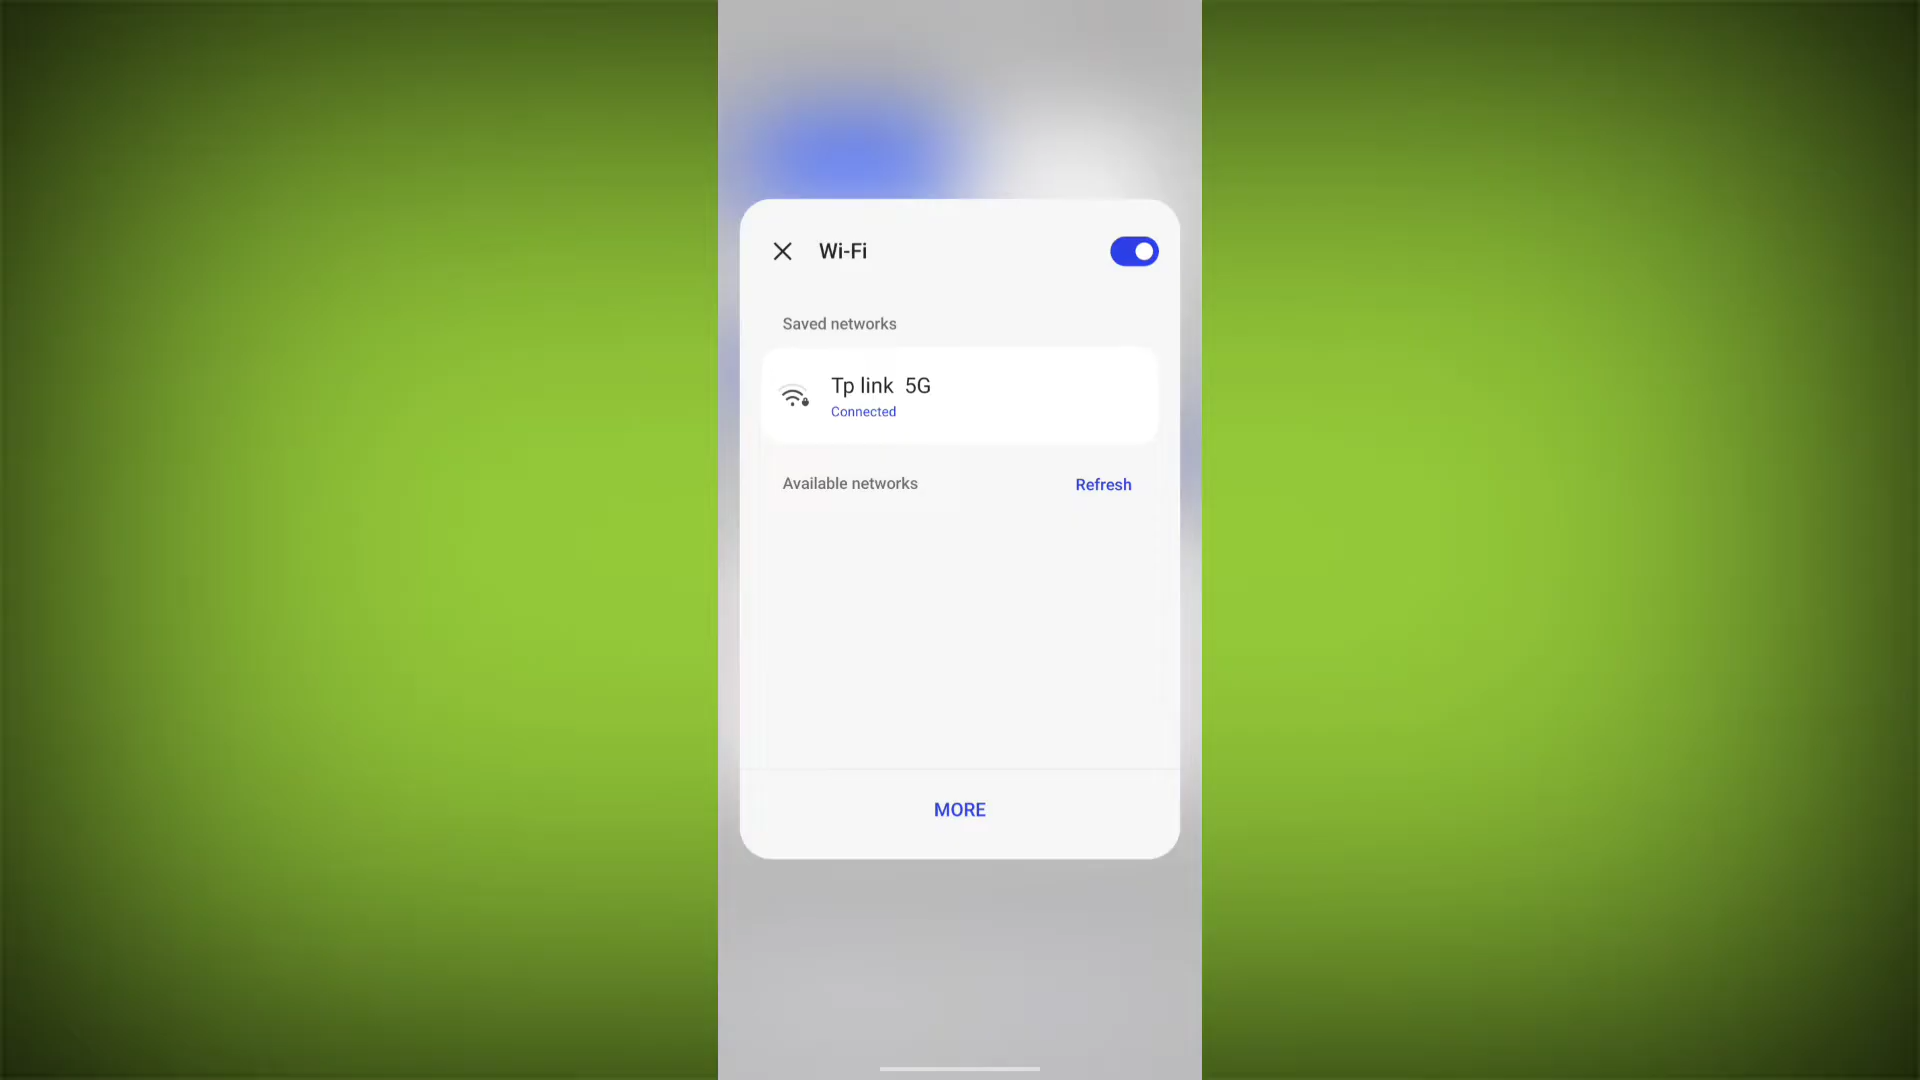 Wi-Fi
Saved networks
Tp link 5G
Connected
Available networks
Refresh
MORE